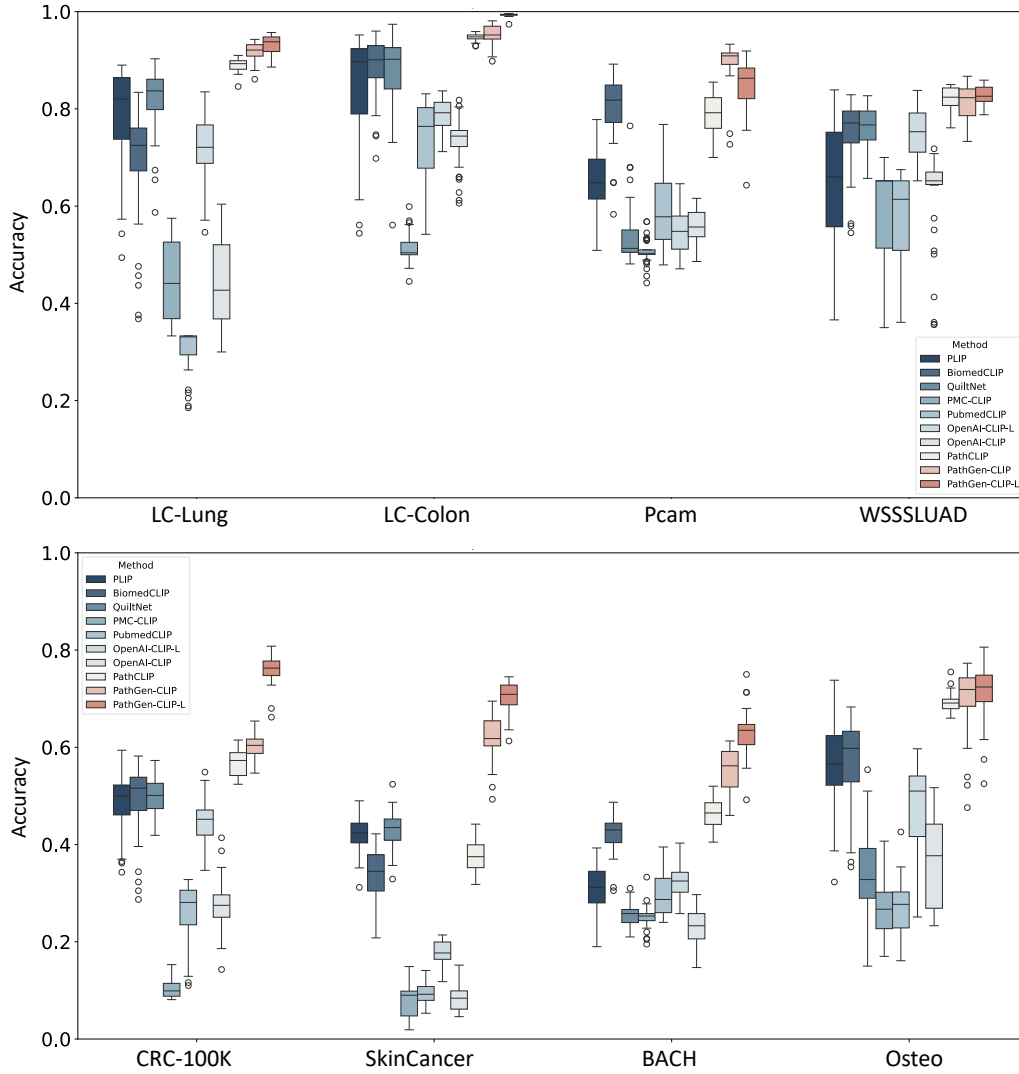 1.0
0.8
0.6
0.4
0.2
0.0
Accuracy
Method
PLIP
BiomedCLIP
QuiltNet
PMC-CLIP
PubmedCLIP
OpenAI-CLIP-L
OpenAI-CLIP
PathCLIP
PathGen-CLIP
PathGen-CLIP-L
LC-Lung LC-Colon Pcam WSSSLUAD
1.0
0.8
0.6
0.4
0.2
0.0
Accuracy
Method
PLIP
BiomedCLIP
QuiltNet
PMC-CLIP
PubmedCLIP
OpenAI-CLIP-L
OpenAI-CLIP
PathCLIP
PathGen-CLIP
PathGen-CLIP-L
CRC-100K SkinCancer BACH Osteo